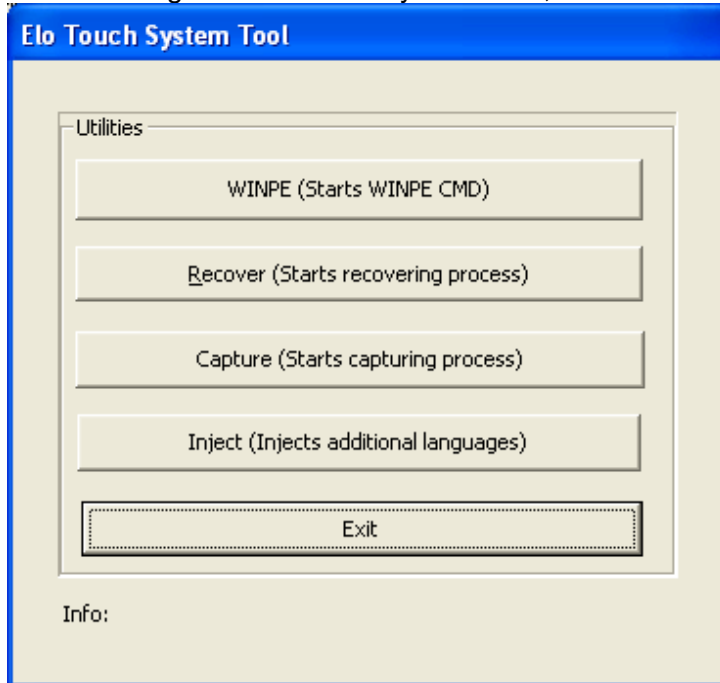 Elo Touch System Tool
Utilities
WINPE (Starts WINPE CMD)
Recover (Starts recovering process)
Capture (Starts capturing process)
Inject (Injects additional languages)
Exit
Info: